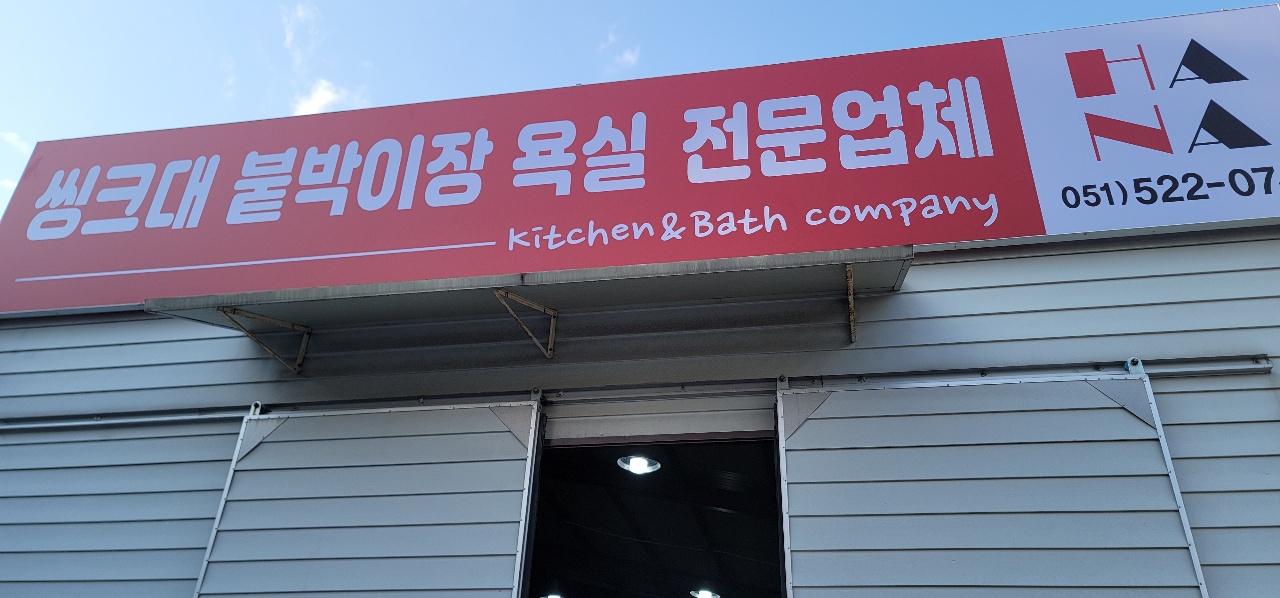 씽크대 붙박이장 욕실 전문업체
Kitchen&Bath company
HA
NA
051)522-07